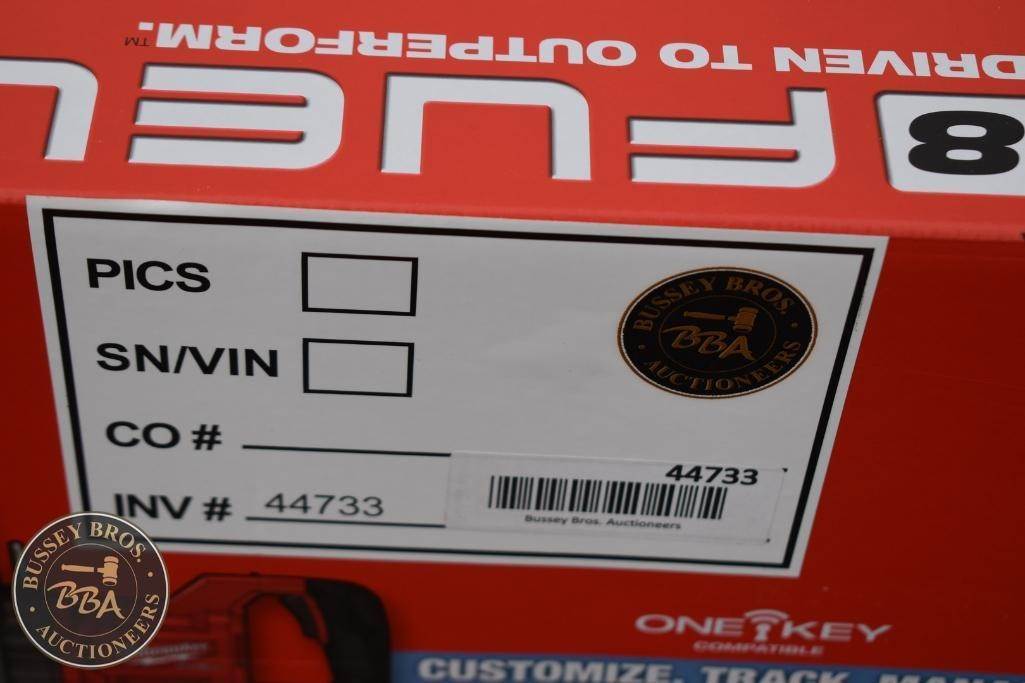 DRIVEN TO OUTPERFORM.™
8 FUEL
PICS
SN/VIN
CO #
INV # 44733
BUSSEY BROS.
BBA
AUCTIONEERS
44733
Bussey Bros. Auctioneers
BUSSEY BROS.
BBA
AUCTIONEERS
Milwaukee
ONE KEY
COMPATIBLE
CUSTOMIZE. TRACK.